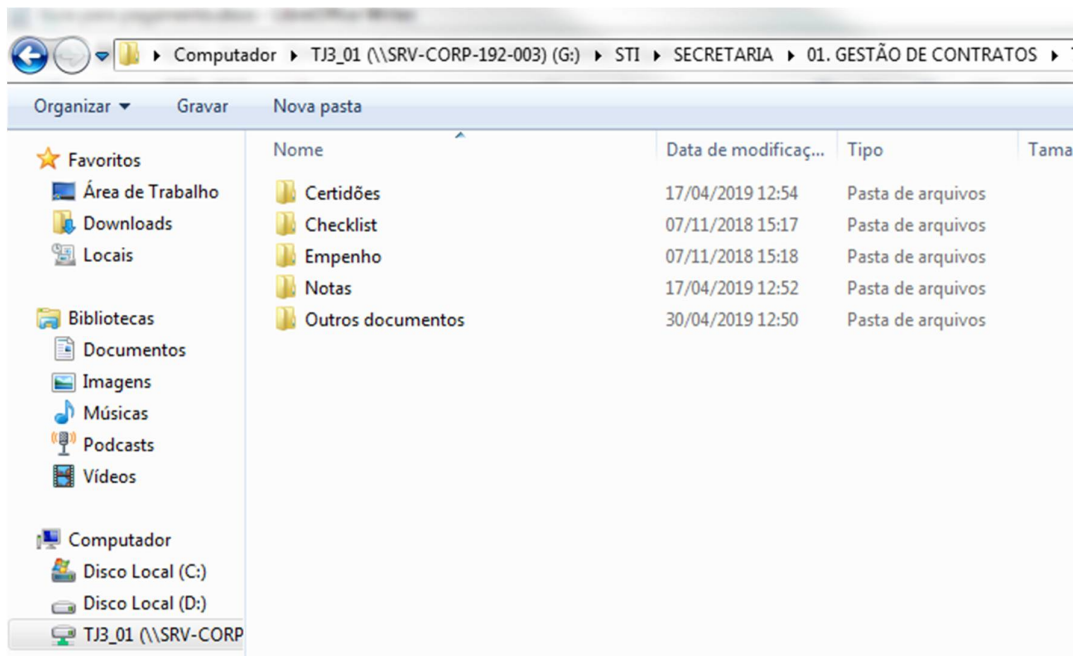 Computador TJ3_01 (\\SRV-CORP-192-003) (G:) STI SECRETARIA 01. GESTÃO DE CONTRATOS
Organizar Gravar Nova pasta
Nome Data de modificaç... Tipo Tama
Favoritos
Área de Trabalho
Downloads
Locais
Bibliotecas
Documentos
Imagens
Músicas
Podcasts
Vídeos
Computador
Disco Local (C:)
Disco Local (D:)
TJ3_01 (\\SRV-CORP
Certidões 17/04/2019 12:54 Pasta de arquivos
Checklist 07/11/2018 15:17 Pasta de arquivos
Empenho 07/11/2018 15:18 Pasta de arquivos
Notas 17/04/2019 12:52 Pasta de arquivos
Outros documentos 30/04/2019 12:50 Pasta de arquivos